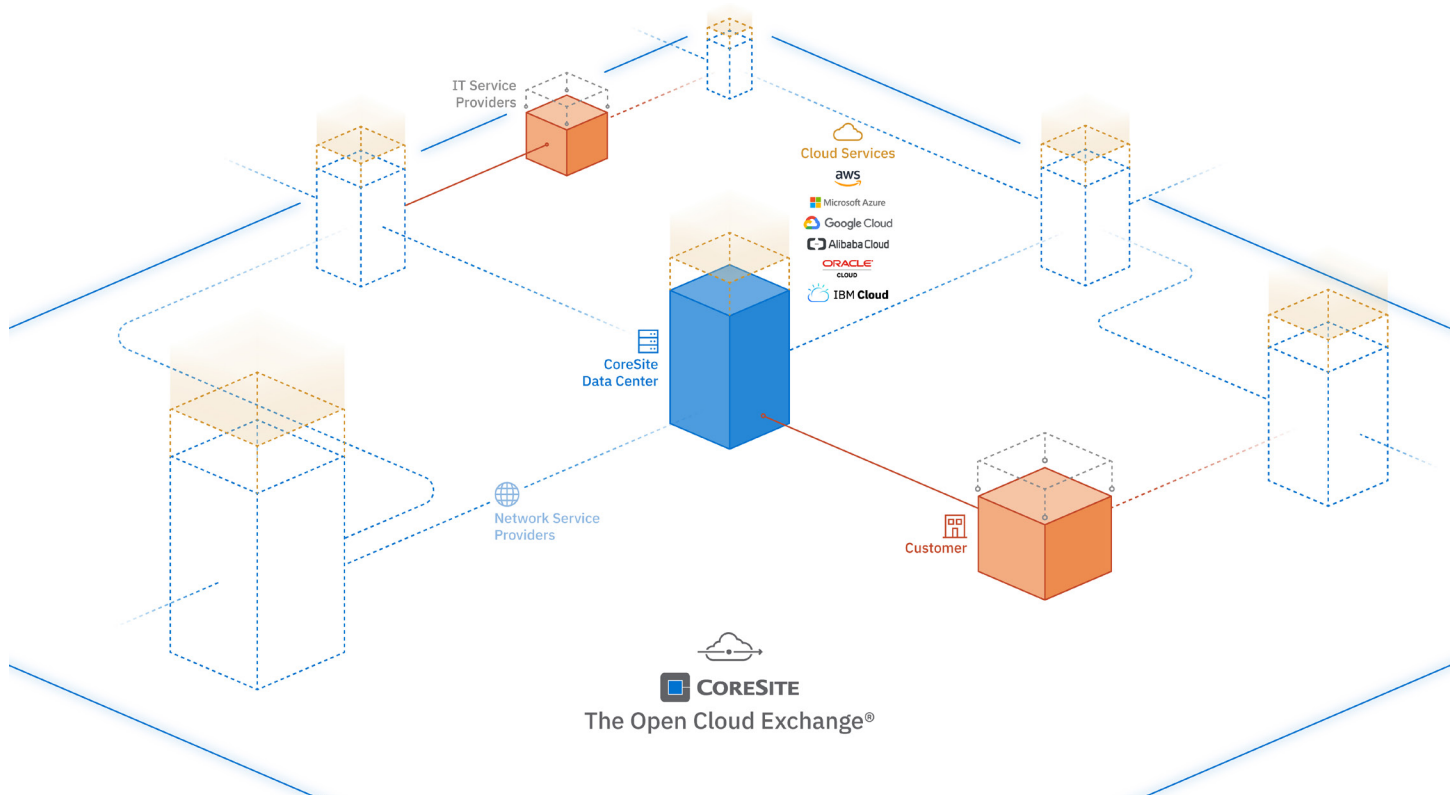 IT Service
Providers
Cloud Services
aws
Microsoft Azure
Google Cloud
Alibaba Cloud
ORACLE
CLOUD
IBM Cloud
CoreSite
Data Center
Network Service
Providers
Customer
CORESITE
The Open Cloud Exchange®